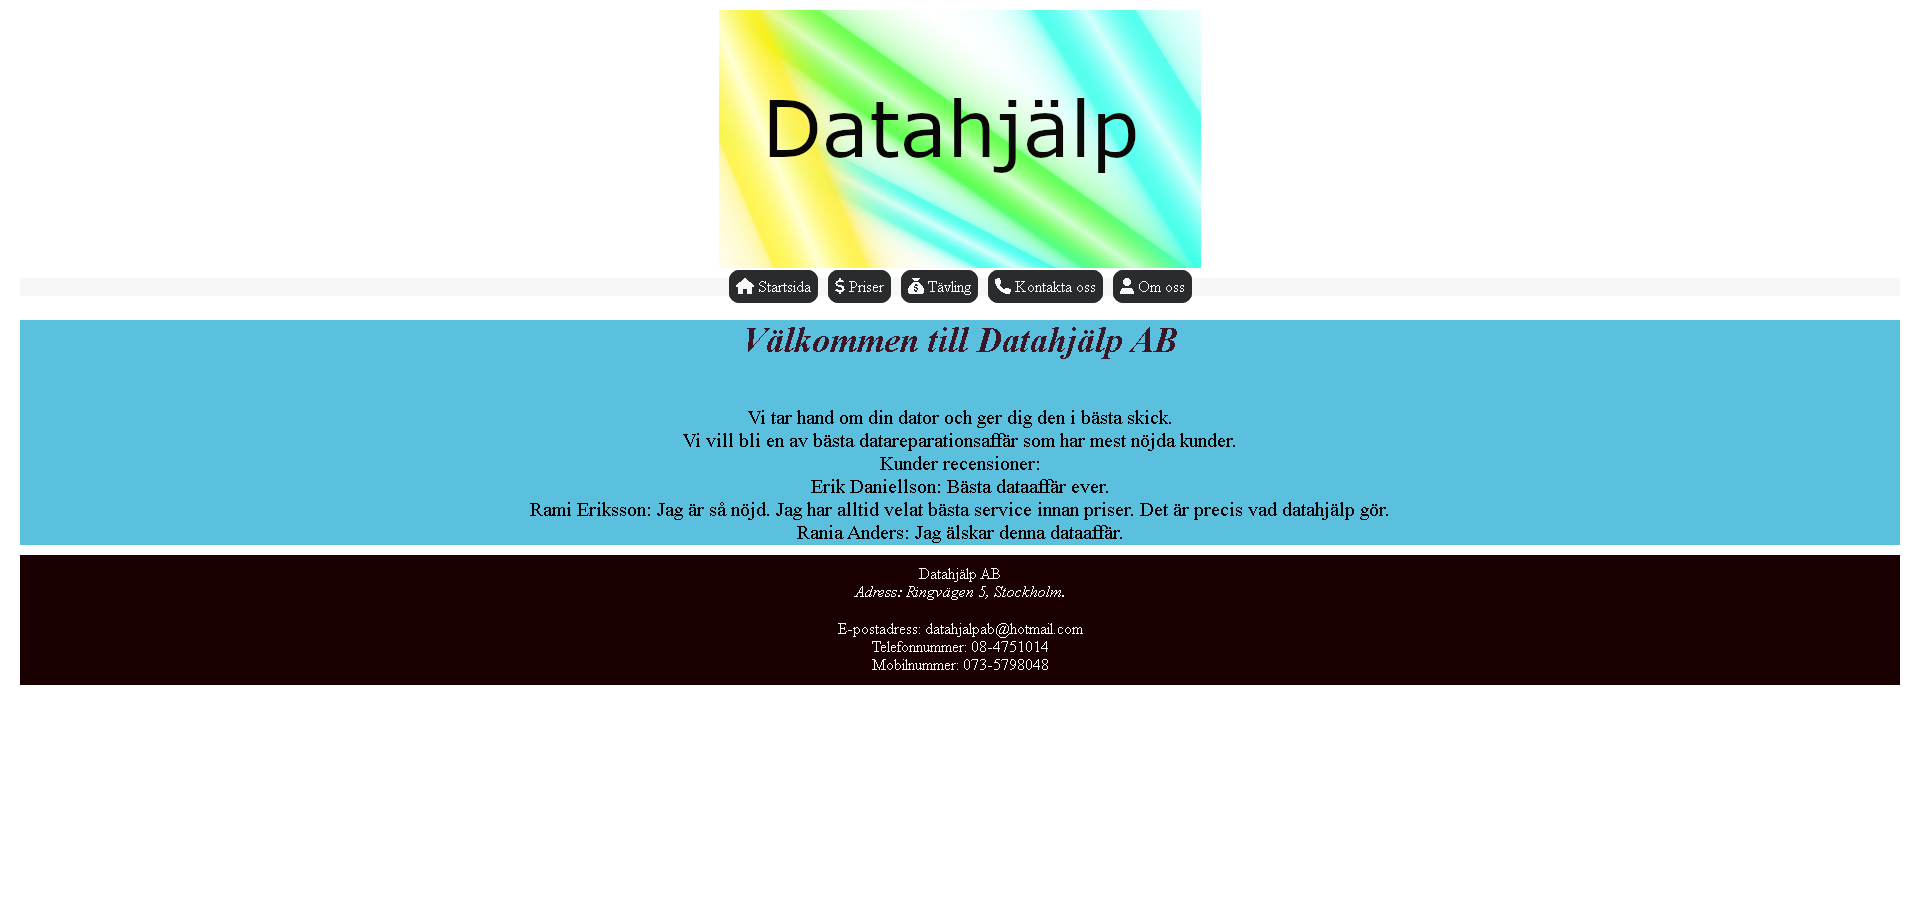 Datahjälp
Startsida Priser Tävling Kontakta oss Om oss
Välkommen till Datahjälp AB
Vi tar hand om din dator och ger dig den i bästa skick.
Vi vill bli en av bästa datareparationsaffär som har mest nöjda kunder.
Kunder recensioner:
Erik Daniellson: Bästa dataaffär ever.
Rami Eriksson: Jag är så nöjd. Jag har alltid velat bästa service innan priser. Det är precis vad datahjälp gör.
Rania Anders: Jag älskar denna dataaffär.
Datahjälp AB
Adress: Ringvägen 5, Stockholm.
E-postadress: datahjalpab@hotmail.com
Telefonnummer: 08-4751014
Mobilnummer: 073-5798048